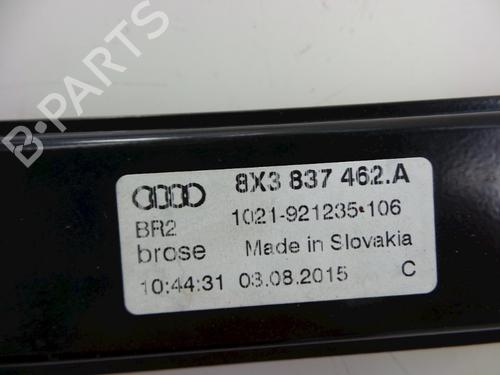 B-PARTS
8X3 837 462.A
BR2 1021-921235-106
brose Made in Slovakia
10:44:31 03.08.2015 C